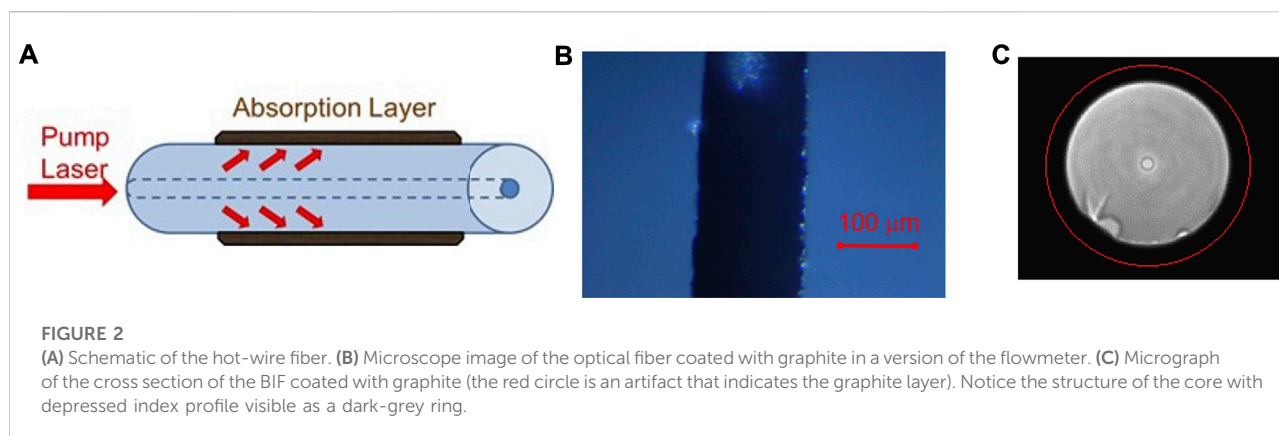 A
B
C
Absorption Layer
Pump
Laser
100 µm
FIGURE 2
(A) Schematic of the hot-wire fiber. (B) Microscope image of the optical fiber coated with graphite in a version of the flowmeter. (C) Micrograph
of the cross section of the BIF coated with graphite (the red circle is an artifact that indicates the graphite layer). Notice the structure of the core with
depressed index profile visible as a dark-grey ring.